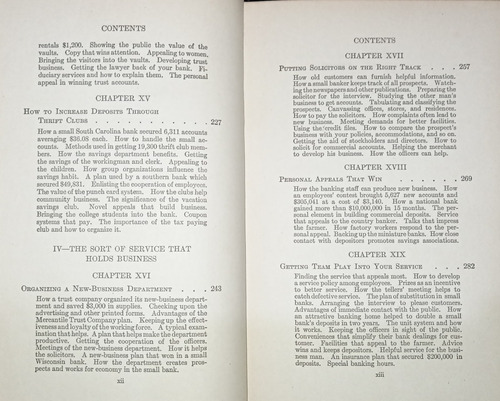 CONTENTS
rentals $1,200. Showing the public the value of the
vaults. Copy that wins attention. Appealing to women.
Bringing the visitors into the vaults. Developing trust
business. Getting the lawyer back of your bank. Fi-
duciary services and how to explain them. The personal
appeal in winning trust accounts.
CHAPTER XV
HOW TO INCREASE DEPOSITS THROUGH
THRIFT CLUBS . . . . . . . . . . . 227
How a small South Carolina bank secured 6,311 accounts
averaging $36.08 each. How to handle the small ac-
counts. Methods used in getting 19,300 thrift club mem-
bers. How the savings department benefits. Getting
the savings of the workingman and clerk. Appealing to
the children. How group organizations influence the
savings habit. A plan used by a southern bank which
secured $49,831. Enlisting the cooperation of employees.
The value of the punch card system. How the clubs help
community business. The significance of the vacation
savings club. Novel appeals that build business.
Bringing the college students into the bank. Coupon
systems that pay. The importance of the tax paying
club and how to organize it.
IV—THE SORT OF SERVICE THAT
HOLDS BUSINESS
CHAPTER XVI
ORGANIZING A NEW-BUSINESS DEPARTMENT . . . . 243
How a trust company organized its new-business depart-
ment and saved $3,000 in supplies. Checking upon the
advertising and other printed forms. Advantages of the
Mercantile Trust Company plan. Keeping up the effec-
tiveness and loyalty of the working force. A typical exam-
ination that helps. A plan that helps make the department
productive. Getting the cooperation of the officers.
Meetings of the new-business department. How it helps
the solicitors. A new-business plan that won in a small
Wisconsin bank. How the department creates pros-
pects and works for economy in the small bank.
xii
CONTENTS
CHAPTER XVII
PUTTING SOLICITORS ON THE RIGHT TRACK . . . . 257
How old customers can furnish helpful information.
How a small banker keeps track of all prospects. Watch-
ing the newspapers and other publications. Preparing the
solicitor for the interview. Studying the other man's
business to get accounts. Tabulating and classifying the
prospects. Canvassing offices, stores, and residences.
How to pay the solicitors. How complaints often lead to
new business. Meeting demands for better facilities.
Using the credit files. How to compare the prospect's
business with your policies, accommodations, and so on.
Getting the aid of stockholders and directors. How to
solicit for commercial accounts. Helping the merchant
to develop his business. How the officers can help.
CHAPTER XVIII
PERSONAL APPEALS THAT WIN . . . . . . . 269
How the banking staff can produce new business. How
an employees' contest brought 5,627 new accounts and
$305,041 at a cost of $3,140. How a national bank
gained more than $10,000,000 in 15 months. The per-
sonal element in building commercial deposits. Service
that appeals to the country banker. Talks that improve
the farmer. How factory workers respond to the per-
sonal appeal. Backing up the miniature banks. How close
contact with depositors promotes savings associations.
CHAPTER XIX
GETTING TEAM PLAY INTO YOUR SERVICE . . . . 282
Finding the service that appeals most. How to develop
a service policy among employees. Prizes as an incentive
to better service. How the tellers' meeting helps to
catch defective service. The plan of substitution in small
banks. Arranging the interview to please customers.
Advantages of immediate contact with the public. How
an attractive banking home helped to double a small
bank's deposits in two years. The unit system and how
it works. Keeping the officers in sight of the public.
Conveniences that simplify their bank dealings for cus-
tomer. Facilities that appeal to the farmer. Advice
wins and keeps depositors. Helpful service for the busi-
ness man. An insurance plan that secured $200,000 in
deposits. Special banking hours.
xiii